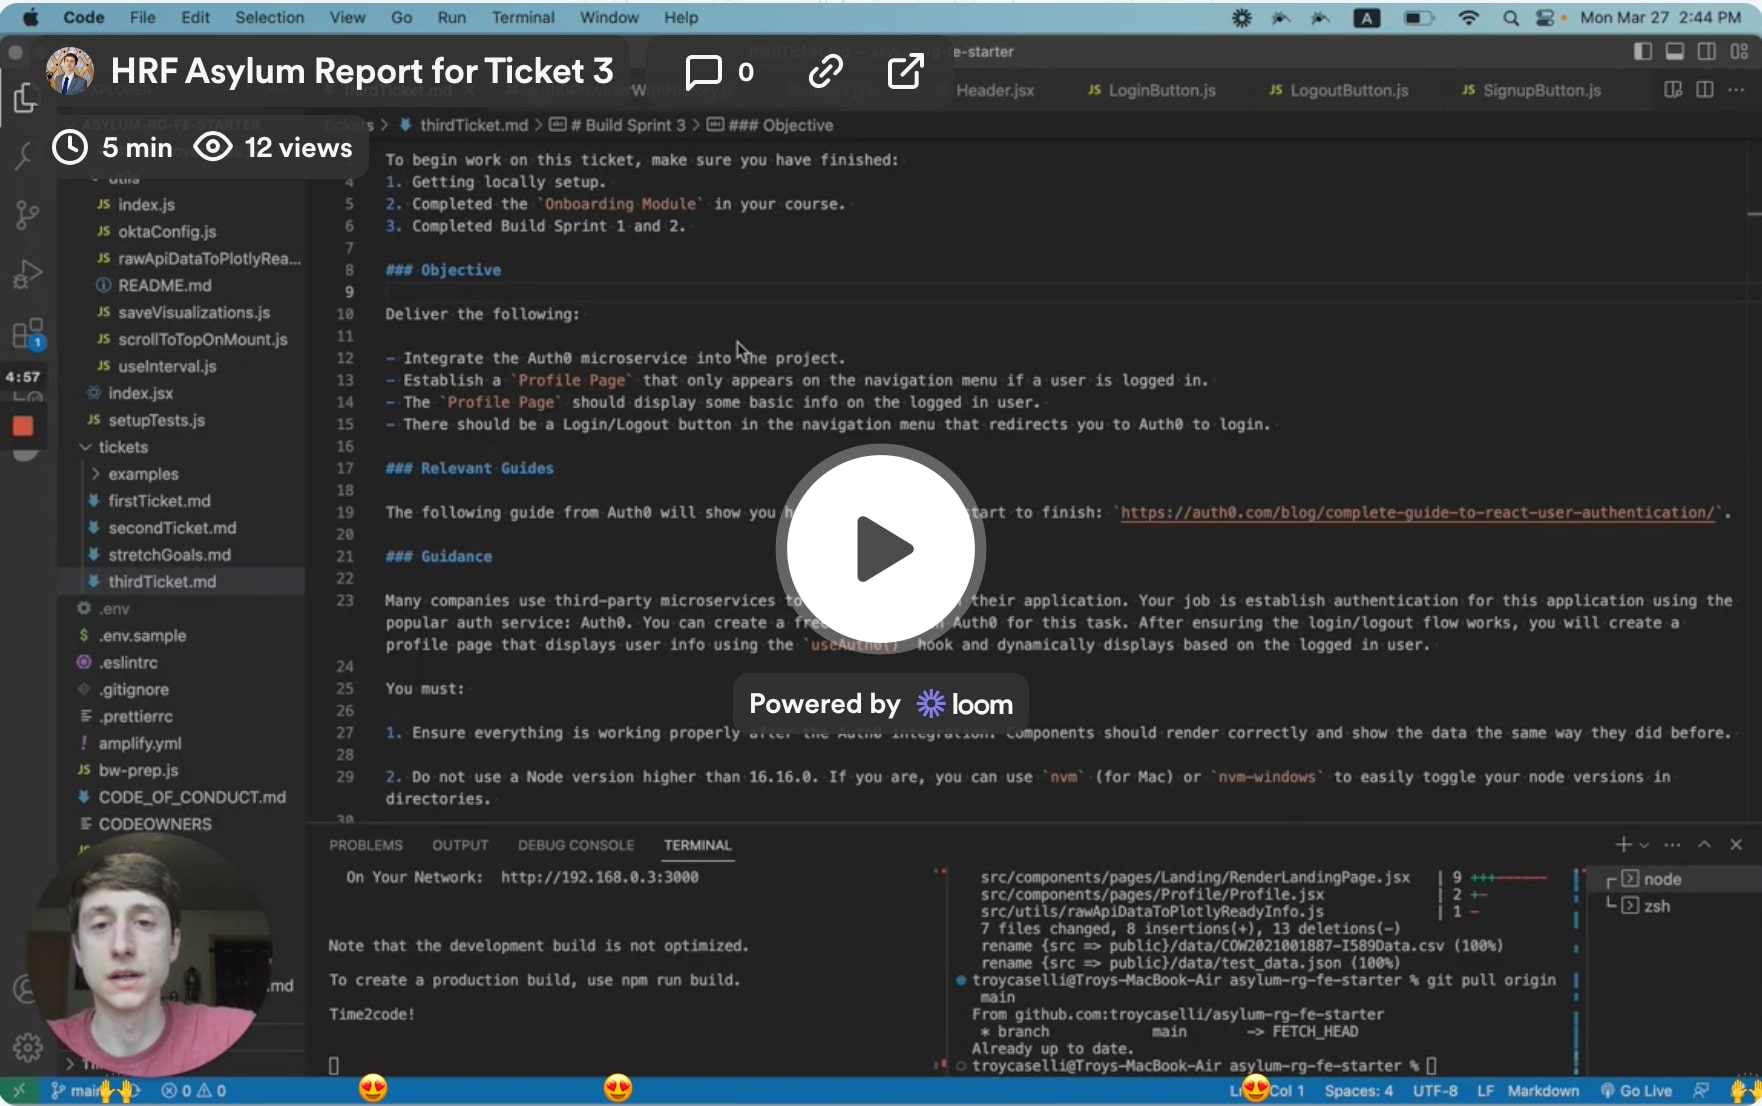 Code File Edit Selection View Go Run Terminal Window Help
A
Mon Mar 27 2:44 PM
HRF Asylum Report for Ticket 3
0
e-starter
Header.jsx
JS LoginButton.js
JS LogoutButton.js
JS SignupButton.js
5 min 12 views
thirdTicket.md > # Build Sprint 3 > ### Objective
utils
JS index.js
JS oktaConfig.js
JS rawApiDataToPlotlyRea...
README.md
JS saveVisualizations.js
JS scrollToTopOnMount.js
JS useInterval.js
index.jsx
JS setupTests.js
tickets
examples
firstTicket.md
secondTicket.md
stretchGoals.md
thirdTicket.md
.env
$ .env.sample
.eslintrc
.gitignore
.prettierrc
! amplify.yml
JS bw-prep.js
CODE_OF_CONDUCT.md
CODEOWNERS
.md
1
4:57
To begin work on this ticket, make sure you have finished:
4 1. Getting locally setup.
5 2. Completed the `Onboarding Module` in your course.
6 3. Completed Build Sprint 1 and 2.
7
8 ### Objective
9
10 Deliver the following:
11
12 - Integrate the Auth0 microservice into the project.
13 - Establish a `Profile Page` that only appears on the navigation menu if a user is logged in.
14 - The `Profile Page` should display some basic info on the logged in user.
15 - There should be a Login/Logout button in the navigation menu that redirects you to Auth0 to login.
16
17 ### Relevant Guides
18
19 The following guide from Auth0 will show you start to finish: `https://auth0.com/blog/complete-guide-to-react-user-authentication/`.
20
21 ### Guidance
22
23 Many companies use third-party microservices to their application. Your job is establish authentication for this application using the
popular auth service: Auth0. You can create a free Auth0 for this task. After ensuring the login/logout flow works, you will create a
profile page that displays user info using the `useAuth0()` hook and dynamically displays based on the logged in user.
24
25 You must:
26
27 1. Ensure everything is working properly after the Auth0 integration. Components should render correctly and show the data the same way they did before.
28
29 2. Do not use a Node version higher than 16.16.0. If you are, you can use `nvm` (for Mac) or `nvm-windows` to easily toggle your node versions in
directories.
30
Powered by loom
PROBLEMS OUTPUT DEBUG CONSOLE TERMINAL
On Your Network: http://192.168.0.3:3000
Note that the development build is not optimized.
To create a production build, use npm run build.
Time2code!
src/components/pages/Landing/RenderLandingPage.jsx | 9 +++------
src/components/pages/Profile/Profile.jsx | 2 +-
src/utils/rawApiDataToPlotlyReadyInfo.js | 1 -
7 files changed, 8 insertions(+), 13 deletions(-)
rename {src => public}/data/COW2021001887-I589Data.csv (100%)
rename {src => public}/data/test_data.json (100%)
troycaselli@Troys-MacBook-Air asylum-rg-fe-starter % git pull origin
main
From github.com:troycaselli/asylum-rg-fe-starter
* branch main -> FETCH_HEAD
Already up to date.
troycaselli@Troys-MacBook-Air asylum-rg-fe-starter %
node
zsh
main 0 0
Col 1 Spaces: 4 UTF-8 LF Markdown Go Live